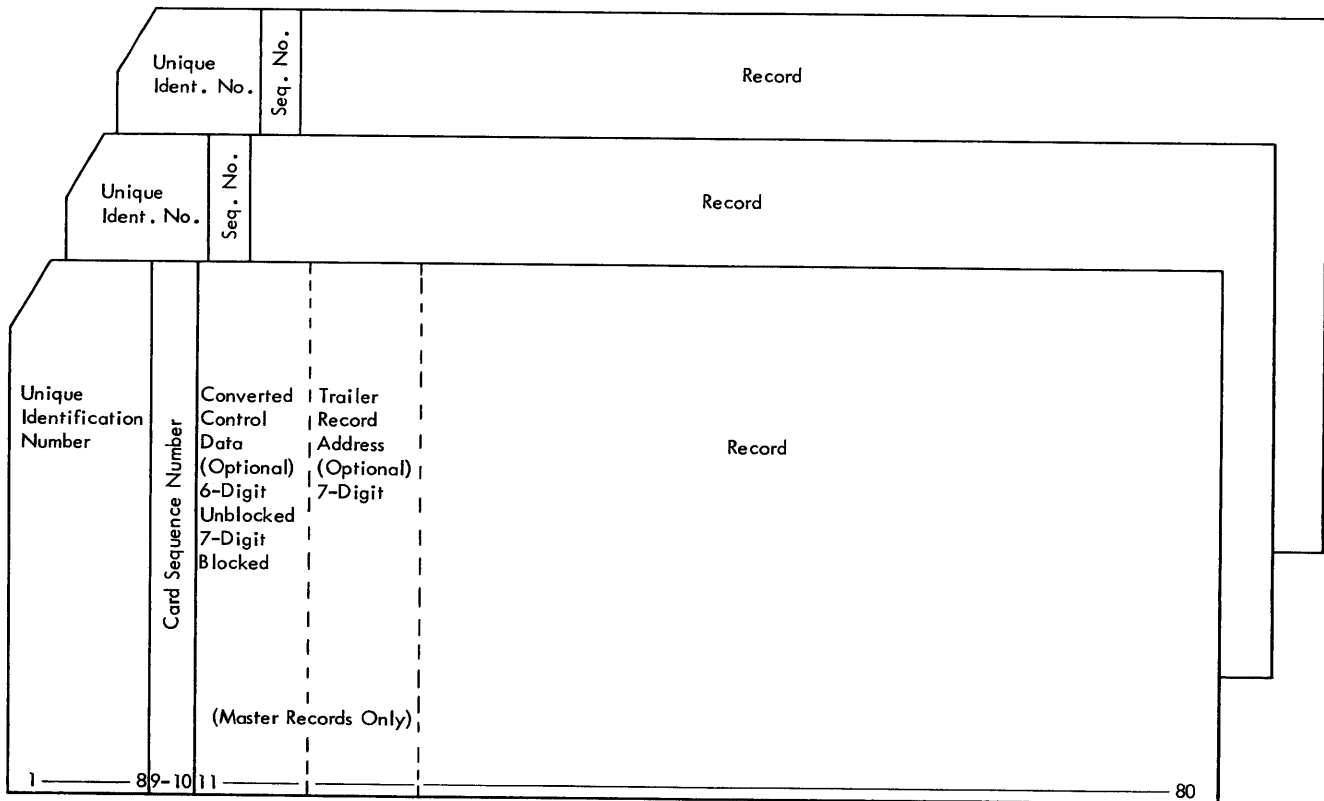 Unique
Ident. No.
Seq. No.
Record
Unique
Ident. No.
Seq. No.
Record
Unique
Identification
Number
Card Sequence Number
Converted
Control
Data
(Optional)
6-Digit
Unblocked
7-Digit
Blocked
Trailer
Record
Address
(Optional)
7-Digit
Record
(Master Records Only)
1 8 9-10 11 80